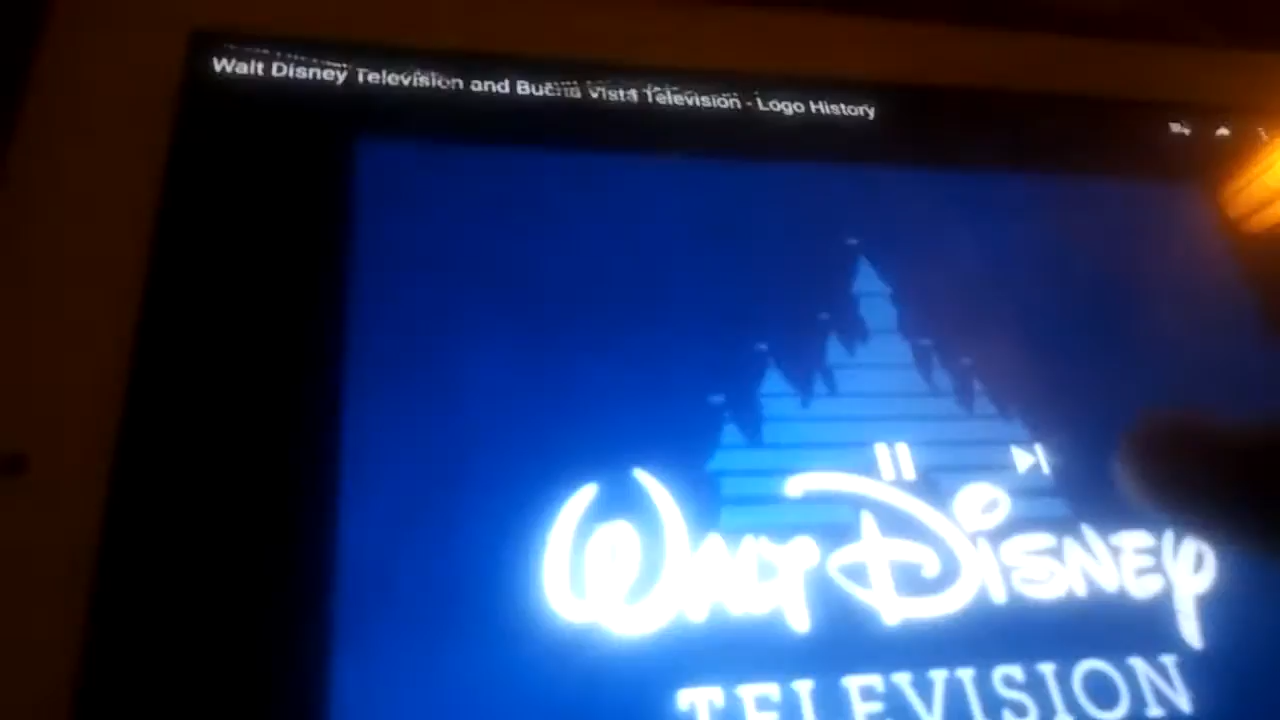 Walt Disney Television and Buena Vista Television - Logo History
WALT DISNEY
TELEVISION